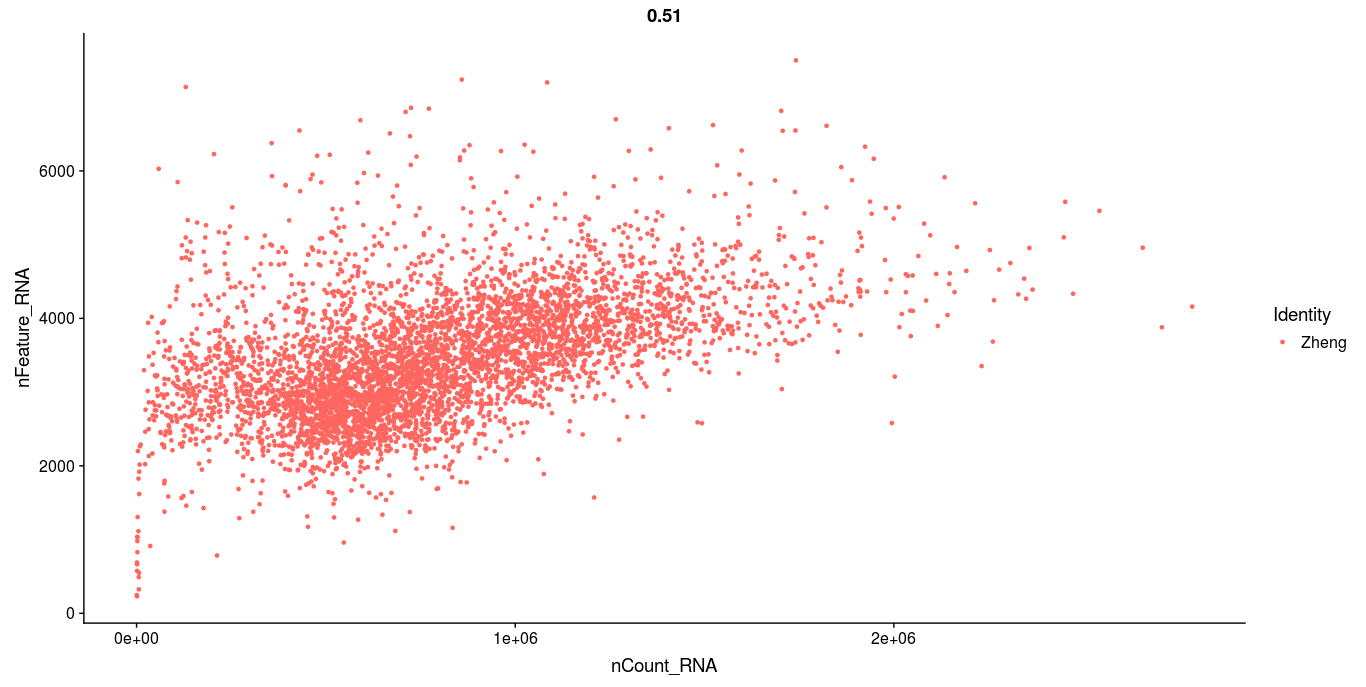 0.51
nFeature_RNA
6000
4000
2000
0
0e+00
1e+06
2e+06
nCount_RNA
Identity
Zheng